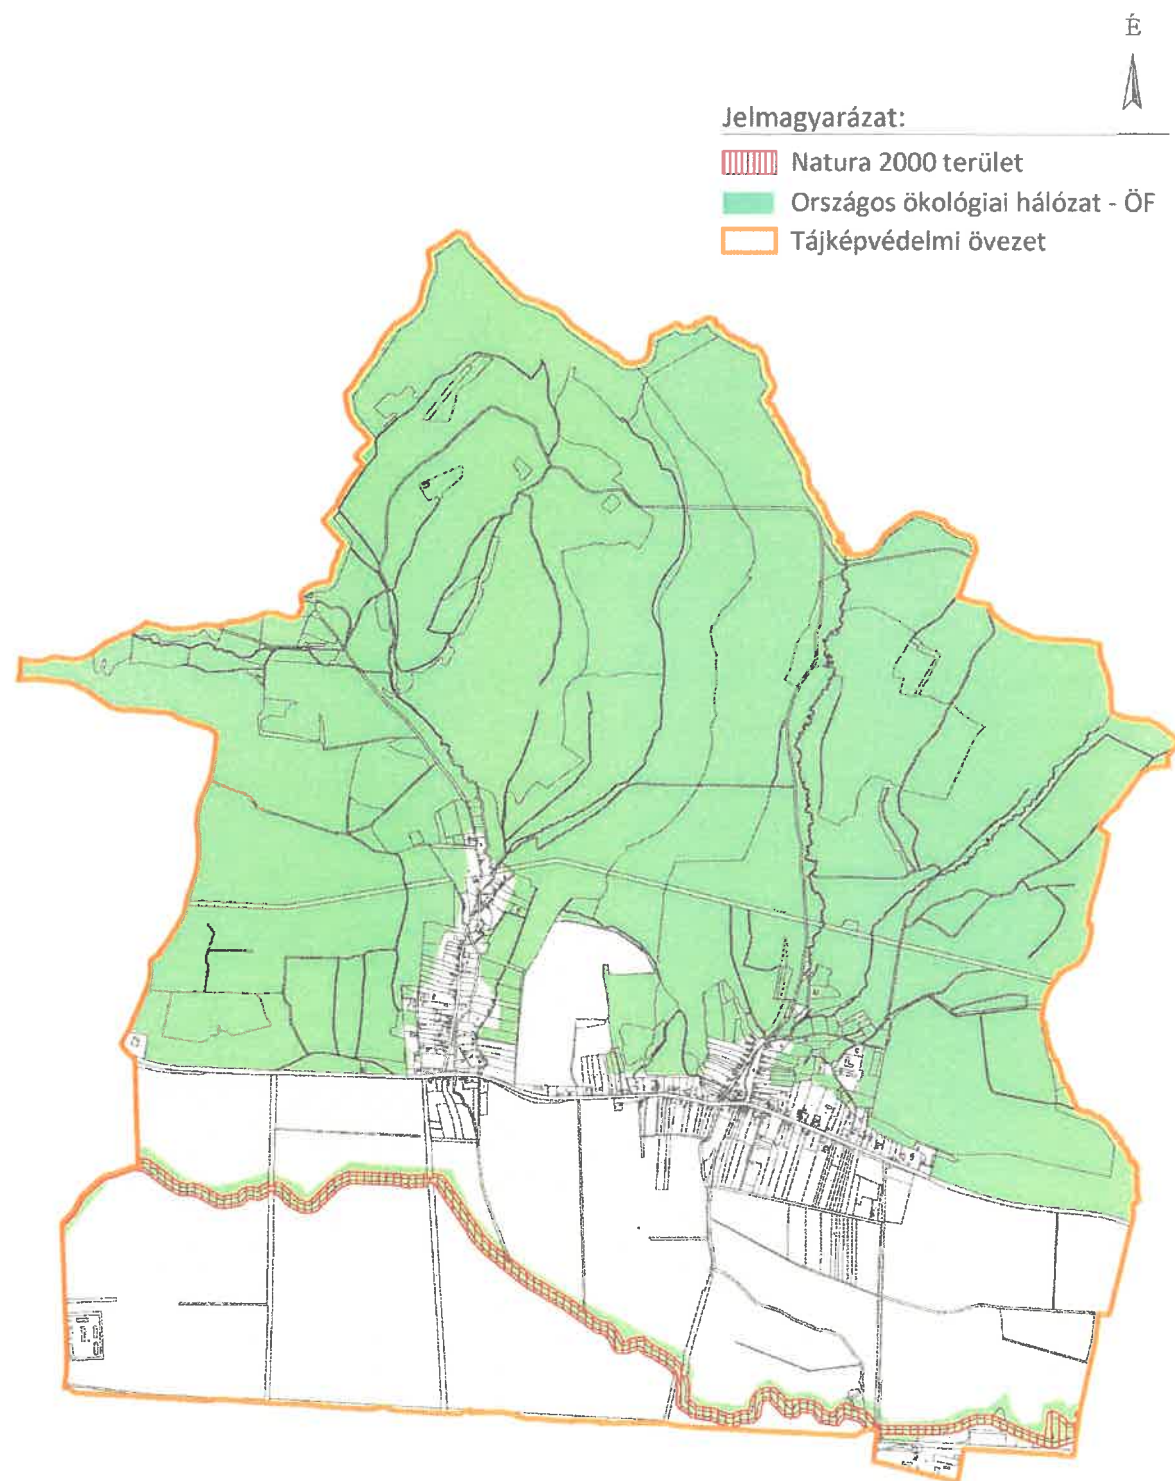 É
Jelmagyarázat:
Natura 2000 terület
Országos ökológiai hálózat - ÖF
Tájképvédelmi övezet